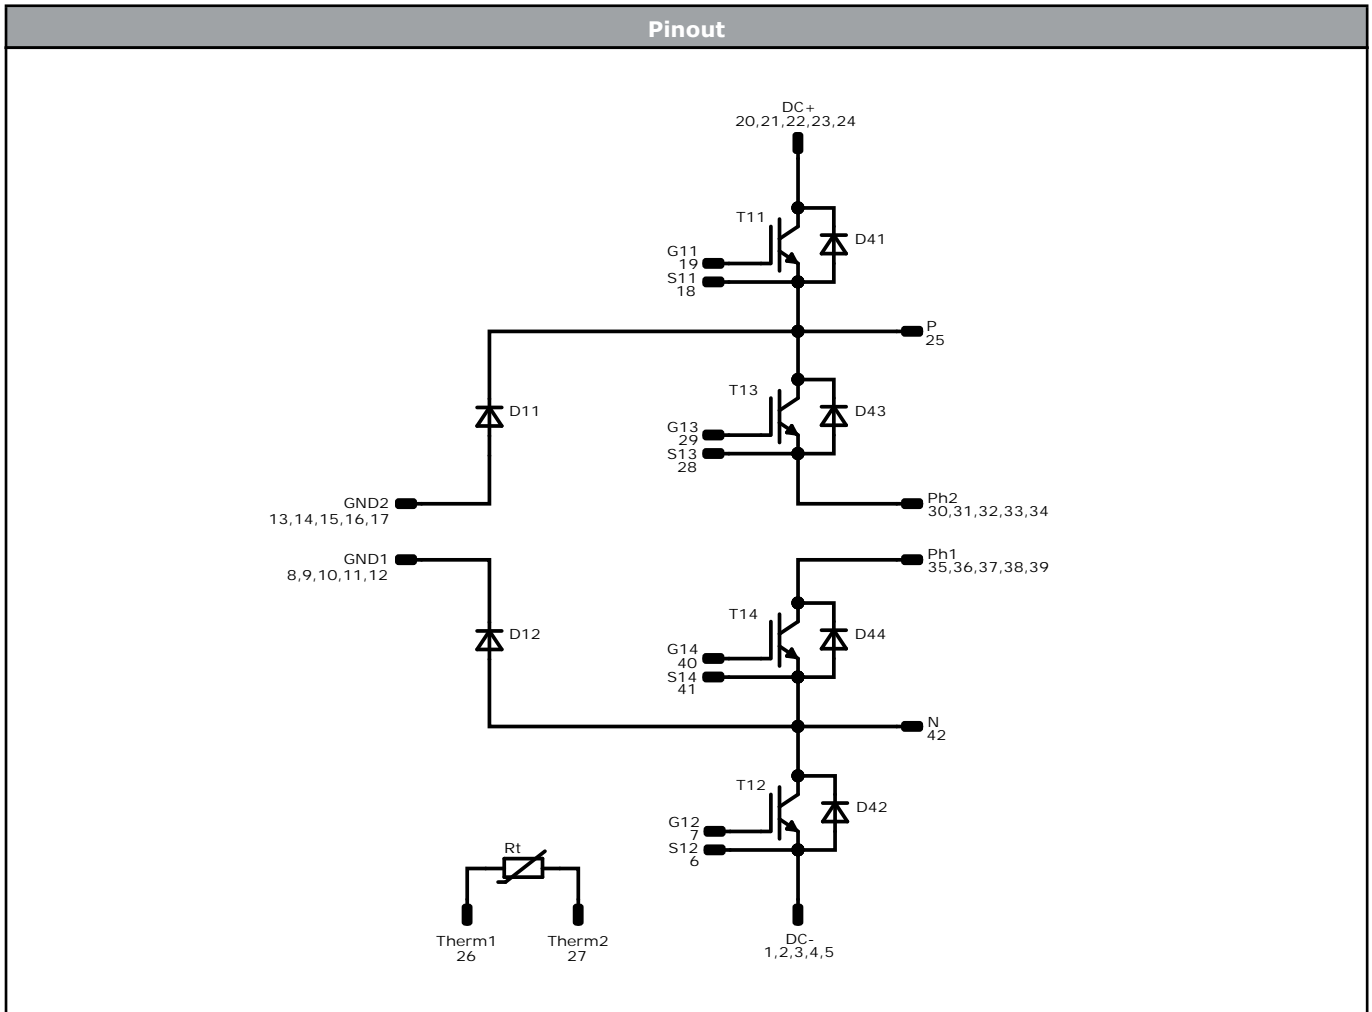 Pinout
DC+
20,21,22,23,24
T11
D41
G11
19
S11
18
P
25
T13
D43
D11
G13
29
S13
28
GND2
13,14,15,16,17
Ph2
30,31,32,33,34
GND1
8,9,10,11,12
Ph1
35,36,37,38,39
T14
D44
D12
G14
40
S14
41
N
42
T12
D42
G12
7
S12
6
Rt
Therm1
26
Therm2
27
DC-
1,2,3,4,5